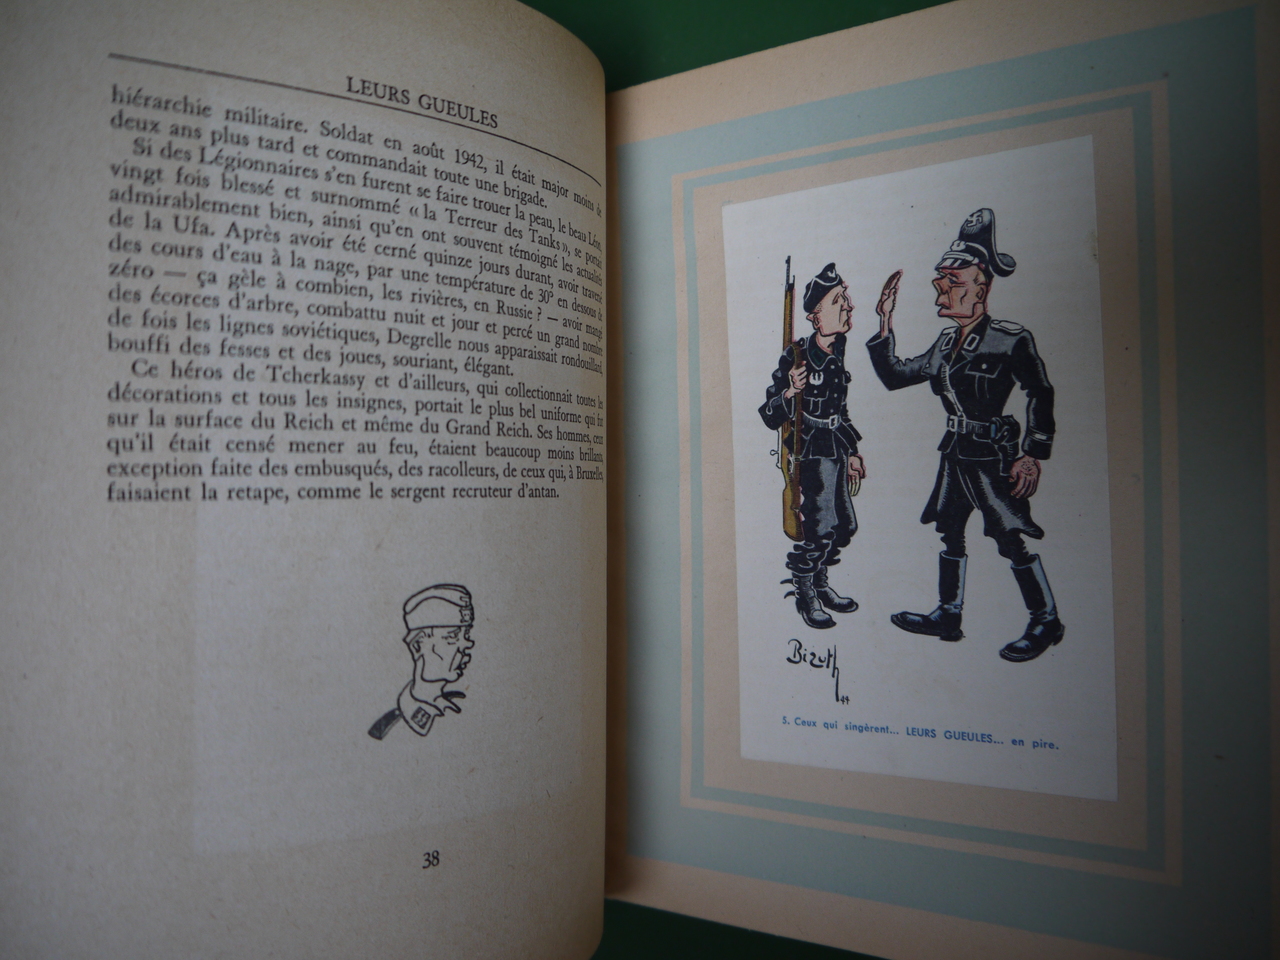 LEURS GUEULES
hiérarchie militaire. Soldat en août 1942, il était major moins de
deux ans plus tard et commandait toute une brigade.
Si des Légionnaires s'en furent se faire trouer la peau, le beau Léon,
vingt fois blessé et surnommé « la Terreur des Tanks », se portait
admirablement bien, ainsi qu'en ont souvent témoigné les actualités
de la Ufa. Après avoir été cerné quinze jours durant, avoir traversé
des cours d'eau à la nage, par une température de 30° en dessous de
zéro — ça gèle à combien, les rivières, en Russie ? — avoir mangé
des écorces d'arbre, combattu nuit et jour et percé un grand nombre
de fois les lignes soviétiques, Degrelle nous apparaissait rondouillard,
bouffi des fesses et des joues, souriant, élégant.
Ce héros de Tcherkassy et d'ailleurs, qui collectionnait toutes les
décorations et tous les insignes, portait le plus bel uniforme qui fut
sur la surface du Reich et même du Grand Reich. Ses hommes, ceux
qu'il était censé mener au feu, étaient beaucoup moins brillants,
exception faite des embusqués, des racolleurs, de ceux qui, à Bruxelles,
faisaient la retape, comme le sergent recruteur d'antan.
38
Bizuth
44
5. Ceux qui singèrent... LEURS GUEULES... en pire.